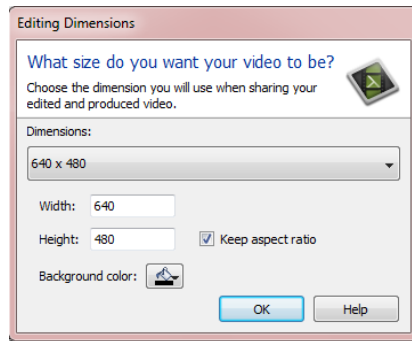 Editing Dimensions
What size do you want your video to be?
Choose the dimension you will use when sharing your
edited and produced video.
Dimensions:
640 x 480
Width: 640
Height: 480 Keep aspect ratio
Background color:
OK Help